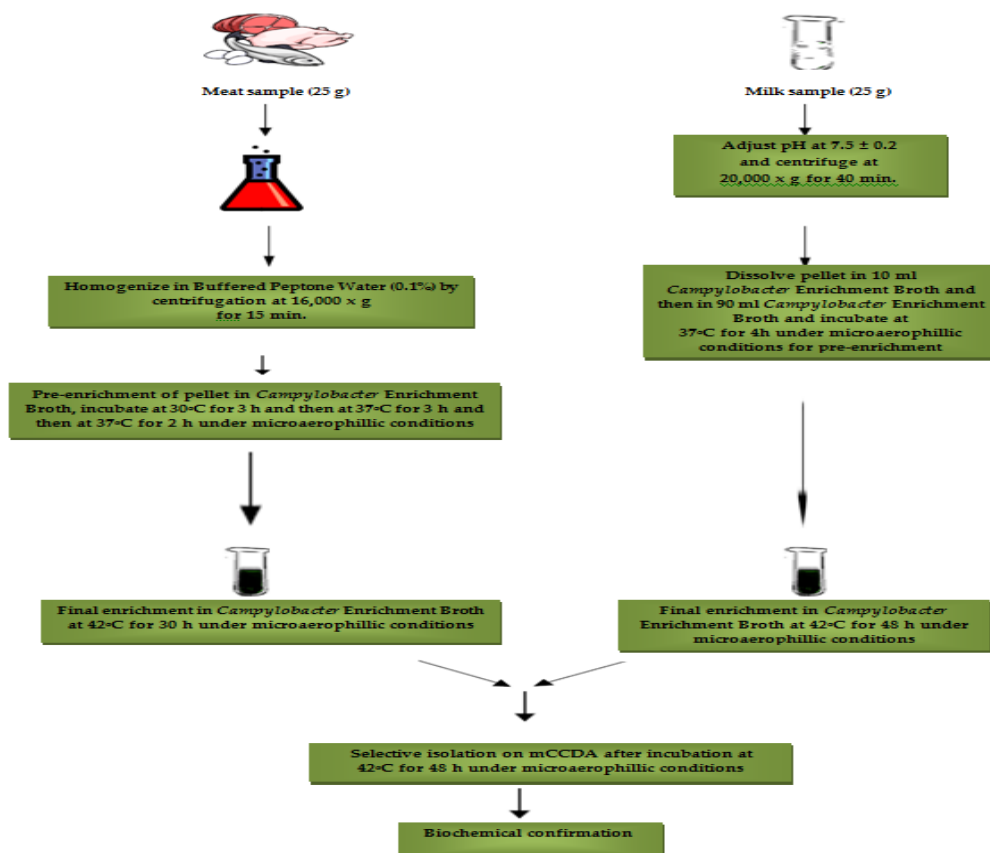 Meat sample (25 g)
Homogenize in Buffered Peptone Water (0.1%) by
centrifugation at 16,000 x g
for 15 min.
Pre-enrichment of pellet in Campylobacter Enrichment
Broth, incubate at 30∘C for 3 h and then at 37∘C for 3 h and
then at 37∘C for 2 h under microaerophillic conditions
Final enrichment in Campylobacter Enrichment Broth
at 42∘C for 30 h under microaerophillic conditions
Milk sample (25 g)
Adjust pH at 7.5 ± 0.2
and centrifuge at
20,000 x g for 40 min.
Dissolve pellet in 10 ml
Campylobacter Enrichment Broth and
then in 90 ml Campylobacter Enrichment
Broth and incubate at
37∘C for 4h under microaerophillic
conditions for pre-enrichment
Final enrichment in Campylobacter
Enrichment Broth at 42∘C for 48 h under
microaerophillic conditions
Selective isolation on mCCDA after incubation at
42∘C for 48 h under microaerophillic conditions
Biochemical confirmation